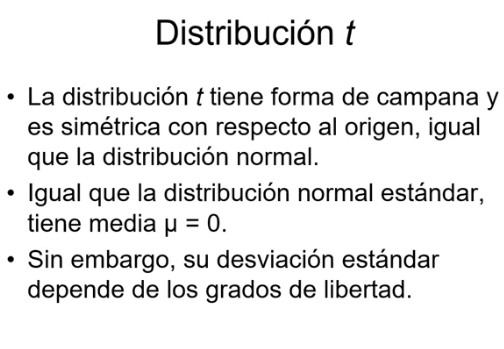 Distribución t
• La distribución t tiene forma de campana y
es simétrica con respecto al origen, igual
que la distribución normal.
• Igual que la distribución normal estándar,
tiene media μ = 0.
• Sin embargo, su desviación estándar
depende de los grados de libertad.